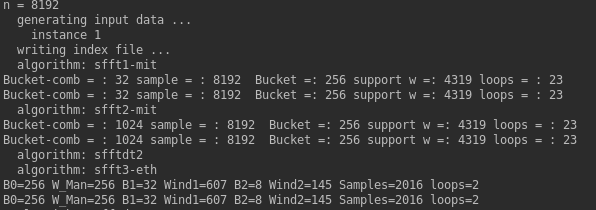 n = 8192
generating input data ...
instance 1
writing index file ...
algorithm: sfft1-mit
Bucket-comb = : 32 sample = : 8192 Bucket =: 256 support w =: 4319 loops = : 23
Bucket-comb = : 32 sample = : 8192 Bucket =: 256 support w =: 4319 loops = : 23
algorithm: sfft2-mit
Bucket-comb = : 1024 sample = : 8192 Bucket =: 256 support w =: 4319 loops = : 23
Bucket-comb = : 1024 sample = : 8192 Bucket =: 256 support w =: 4319 loops = : 23
algorithm: sfftdt2
algorithm: sfft3-eth
B0=256 W_Man=256 B1=32 Wind1=607 B2=8 Wind2=145 Samples=2016 loops=2
B0=256 W_Man=256 B1=32 Wind1=607 B2=8 Wind2=145 Samples=2016 loops=2